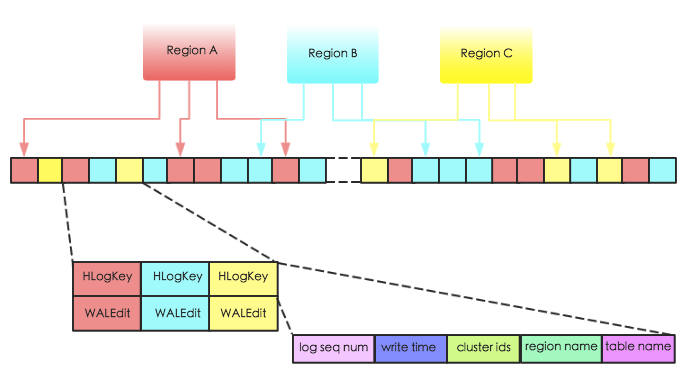 Region A
Region B
Region C
HLogKey
HLogKey
HLogKey
WALEdit
WALEdit
WALEdit
log seq num
write time
cluster ids
region name
table name